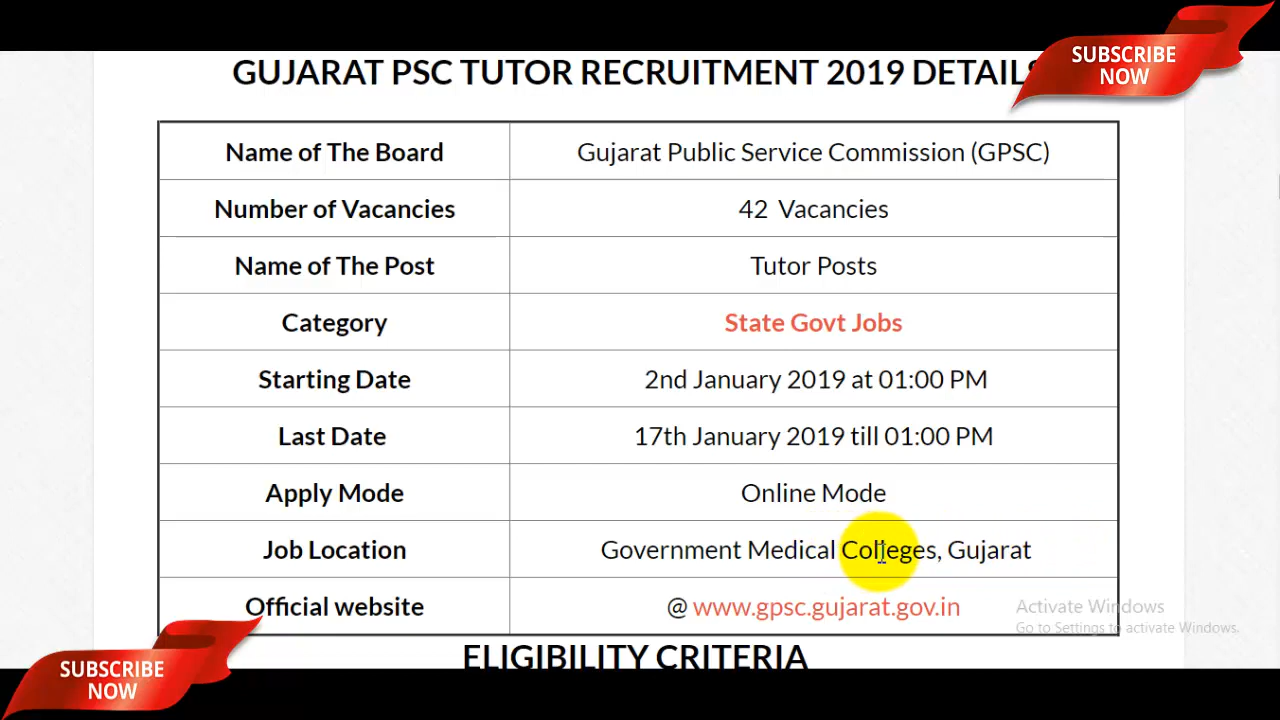 SUBSCRIBE
NOW
GUJARAT PSC TUTOR RECRUITMENT 2019 DETAILS
Name of The Board Gujarat Public Service Commission (GPSC)
Number of Vacancies 42 Vacancies
Name of The Post Tutor Posts
Category State Govt Jobs
Starting Date 2nd January 2019 at 01:00 PM
Last Date 17th January 2019 till 01:00 PM
Apply Mode Online Mode
Job Location Government Medical Colleges, Gujarat
Official website @ www.gpsc.gujarat.gov.in
Activate Windows
Go to Settings to activate Windows.
ELIGIBILITY CRITERIA
SUBSCRIBE
NOW